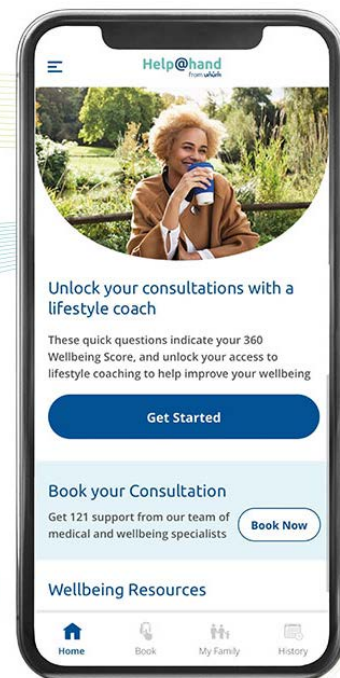 Help@hand
from unum
Unlock your consultations with a
lifestyle coach
These quick questions indicate your 360
Wellbeing Score, and unlock your access to
lifestyle coaching to help improve your wellbeing
Get Started
Book your Consultation
Get 121 support from our team of
medical and wellbeing specialists
Book Now
Wellbeing Resources
Home
Book
My Family
History